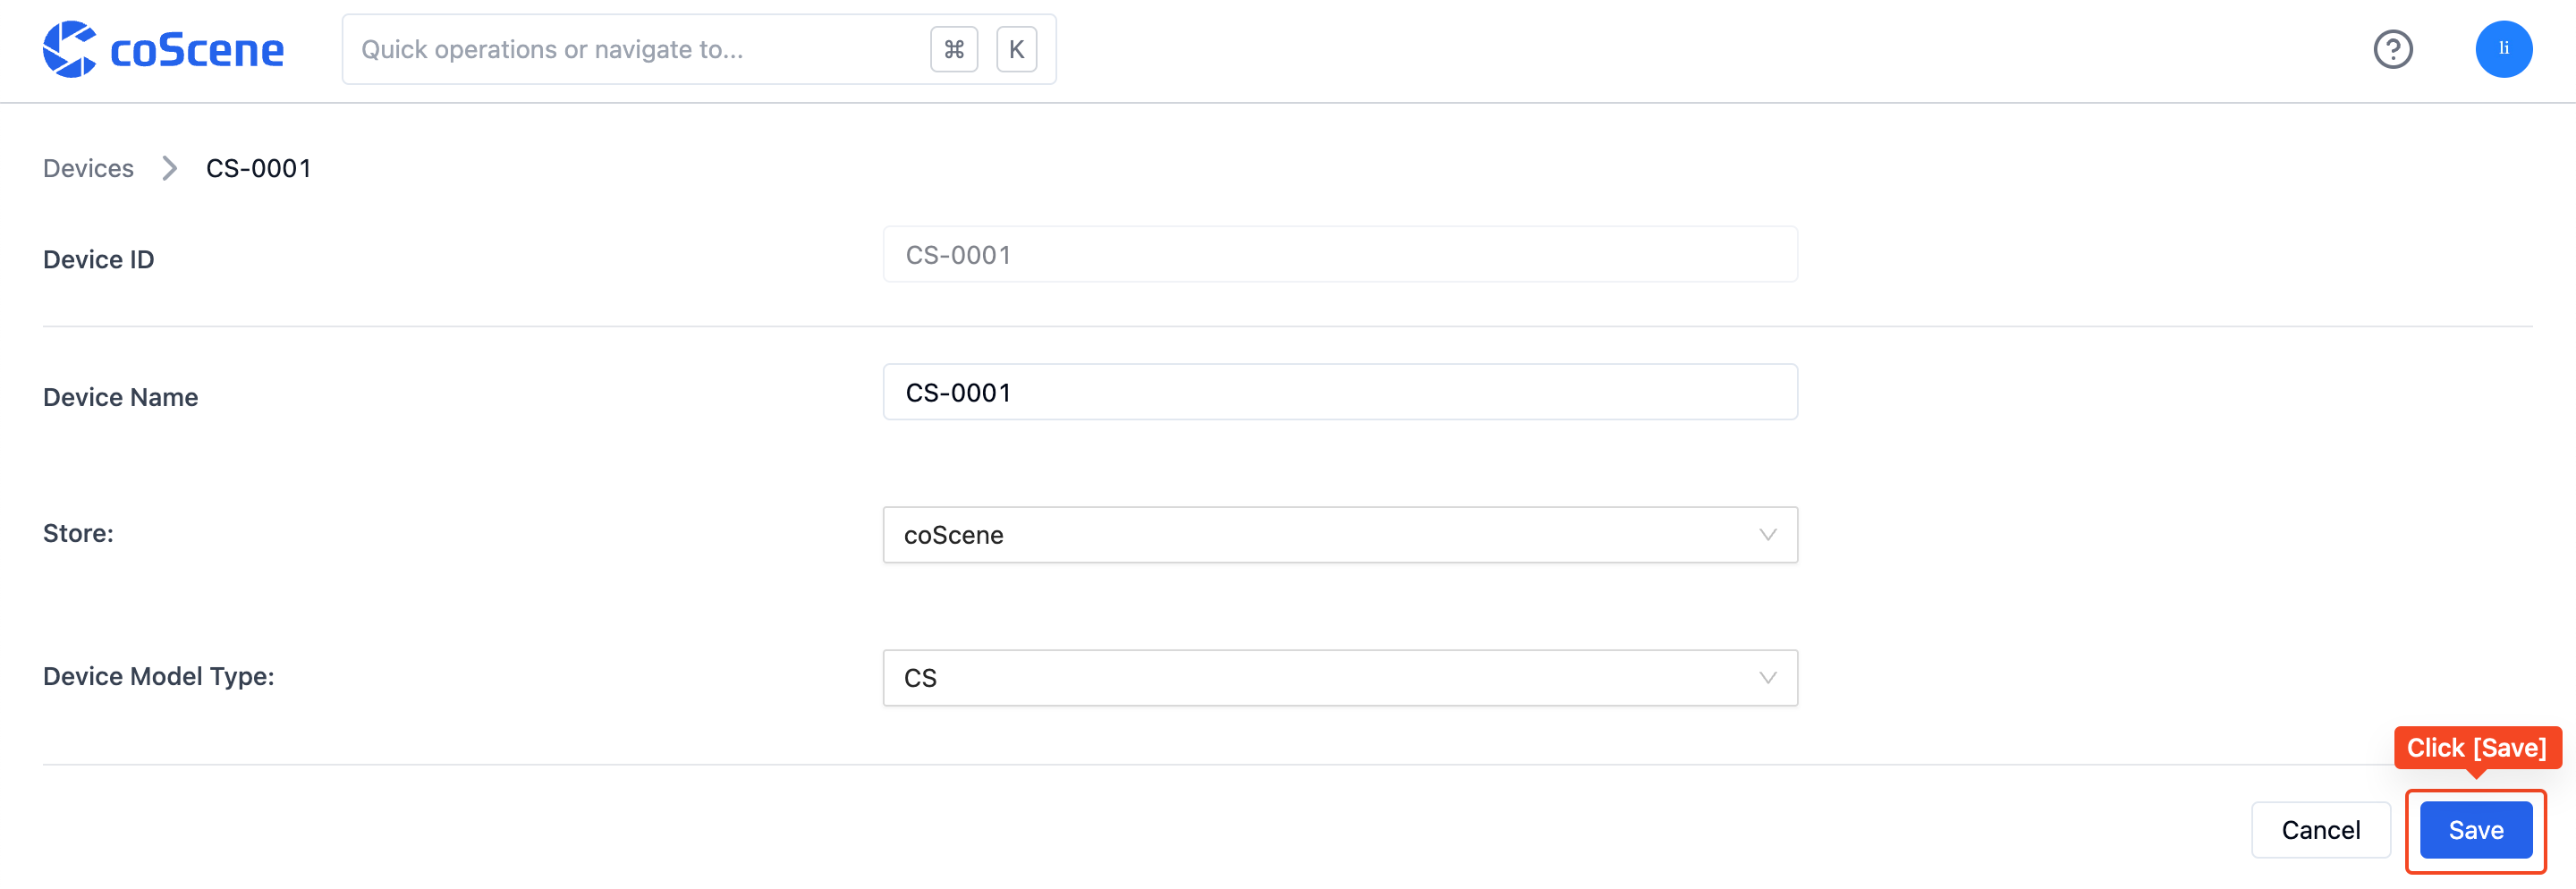 coScene
Quick operations or navigate to... ⌘ K
li
Devices > CS-0001
Device ID
CS-0001
Device Name
CS-0001
Store:
coScene
Device Model Type:
CS
Click [Save]
Cancel
Save